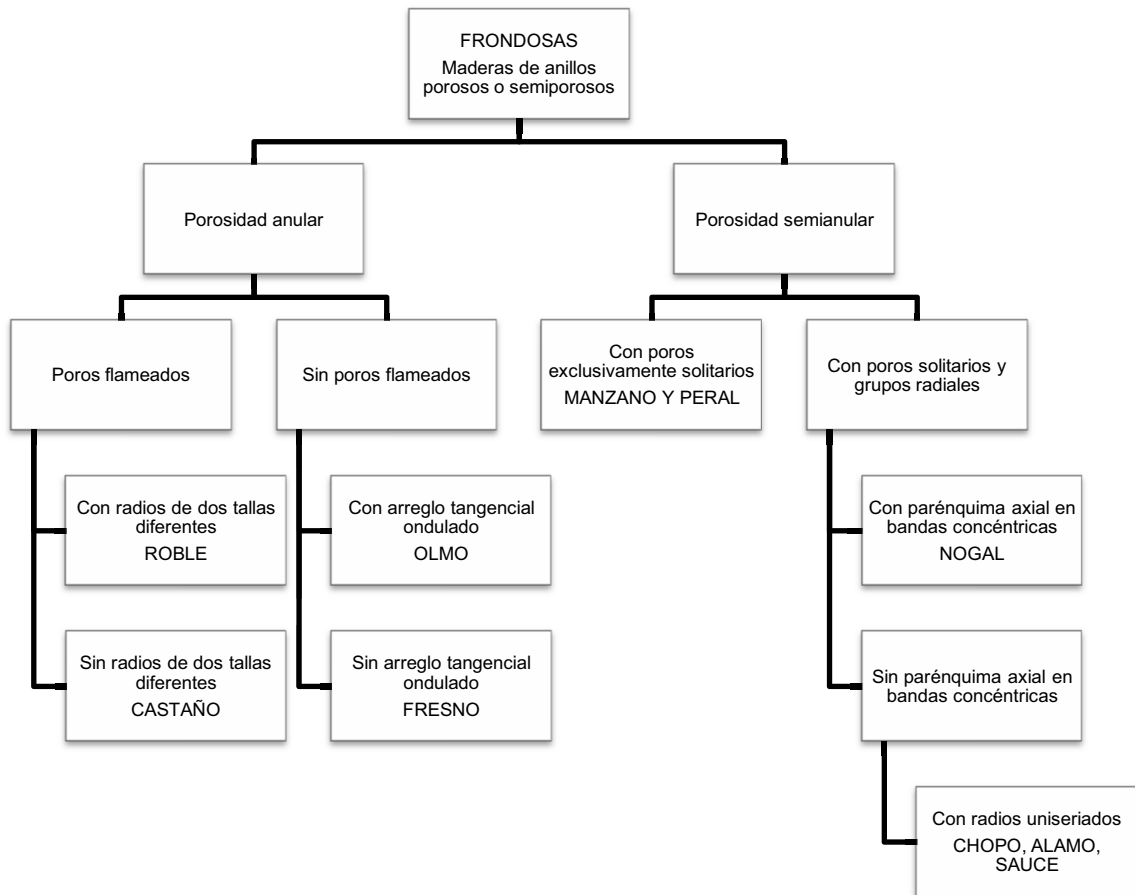 FRONDOSAS
Maderas de anillos
porosos o semiporosos
Porosidad anular
Porosidad semianular
Poros flameados
Sin poros flameados
Con poros
exclusivamente solitarios
MANZANO Y PERAL
Con poros solitarios y
grupos radiales
Con radios de dos tallas
diferentes
ROBLE
Con arreglo tangencial
ondulado
OLMO
Con parénquima axial en
bandas concéntricas
NOGAL
Sin radios de dos tallas
diferentes
CASTAÑO
Sin arreglo tangencial
ondulado
FRESNO
Sin parénquima axial en
bandas concéntricas
Con radios uniseriados
CHOPO, ALAMO,
SAUCE